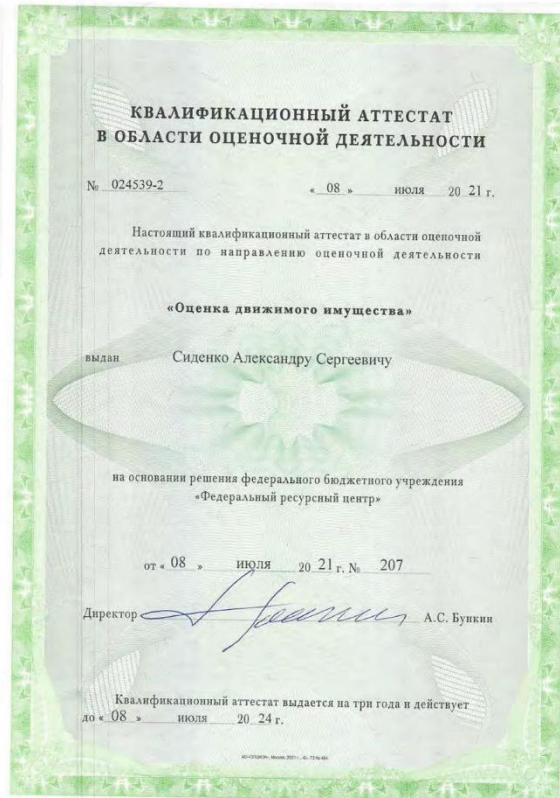 КВАЛИФИКАЦИОННЫЙ АТТЕСТАТ
В ОБЛАСТИ ОЦЕНОЧНОЙ ДЕЯТЕЛЬНОСТИ
№ 024539-2 « 08 » июля 20 21 г.
Настоящий квалификационный аттестат в области оценочной
деятельности по направлению оценочной деятельности
«Оценка движимого имущества»
выдан Сиденко Александру Сергеевичу
на основании решения федерального бюджетного учреждения
«Федеральный ресурсный центр»
от « 08 » июля 20 21 г. № 207
Директор А.С. Бункин
Квалификационный аттестат выдается на три года и действует
до « 08 » июля 20 24 г.